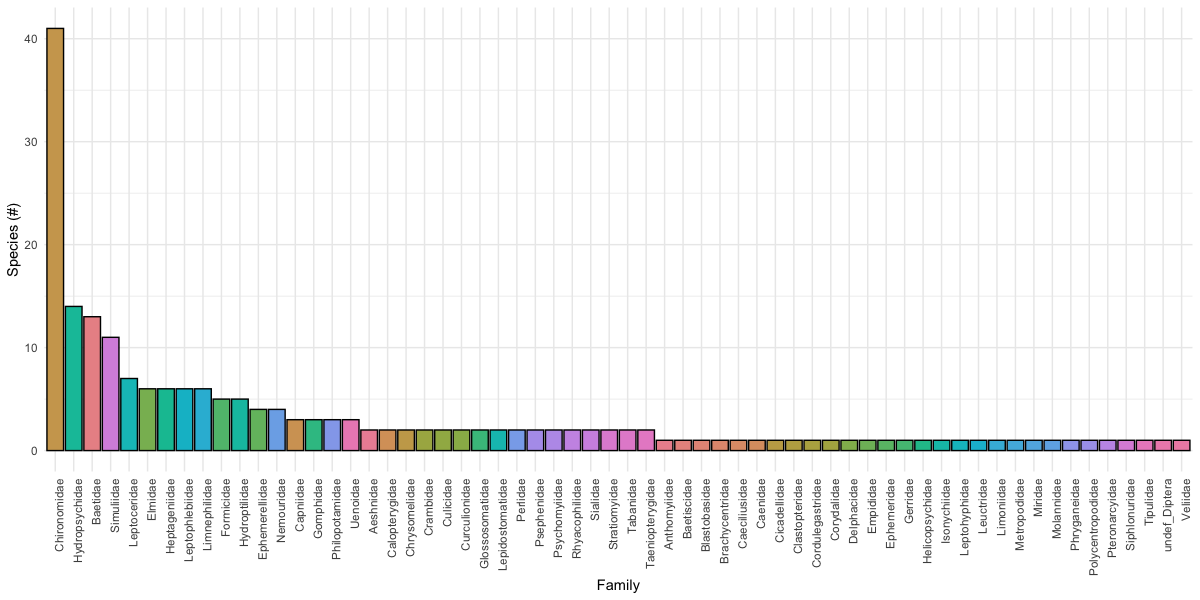 Species (#)
40
30
20
10
0
Chironomidae
Hydropsychidae
Baetidae
Simuliidae
Leptoceridae
Elmidae
Heptageniidae
Leptophlebiidae
Limnephilidae
Formicidae
Hydroptilidae
Ephemerellidae
Nemouridae
Capniidae
Gomphidae
Philopotamidae
Uenoidae
Aeshnidae
Calopterygidae
Chrysomelidae
Crambidae
Culicidae
Curculionidae
Glossosomatidae
Lepidostomatidae
Perlidae
Psephenidae
Psychomyiidae
Rhyacophilidae
Sialidae
Stratiomyidae
Tabanidae
Taeniopterygidae
Anthomyiidae
Baetiscidae
Blastobasidae
Brachycentridae
Caeciliusidae
Caenidae
Cicadellidae
Clastopteridae
Cordulegastridae
Corydalidae
Delphacidae
Empididae
Ephemeridae
Gerridae
Helicopsychidae
Isonychiidae
Leptohyphidae
Leuctridae
Limoniidae
Metropodidae
Miridae
Molannidae
Phryganeidae
Polycentropodidae
Pteronarcyidae
Siphlonuridae
Tipulidae
undef_Diptera
Veliidae
Family